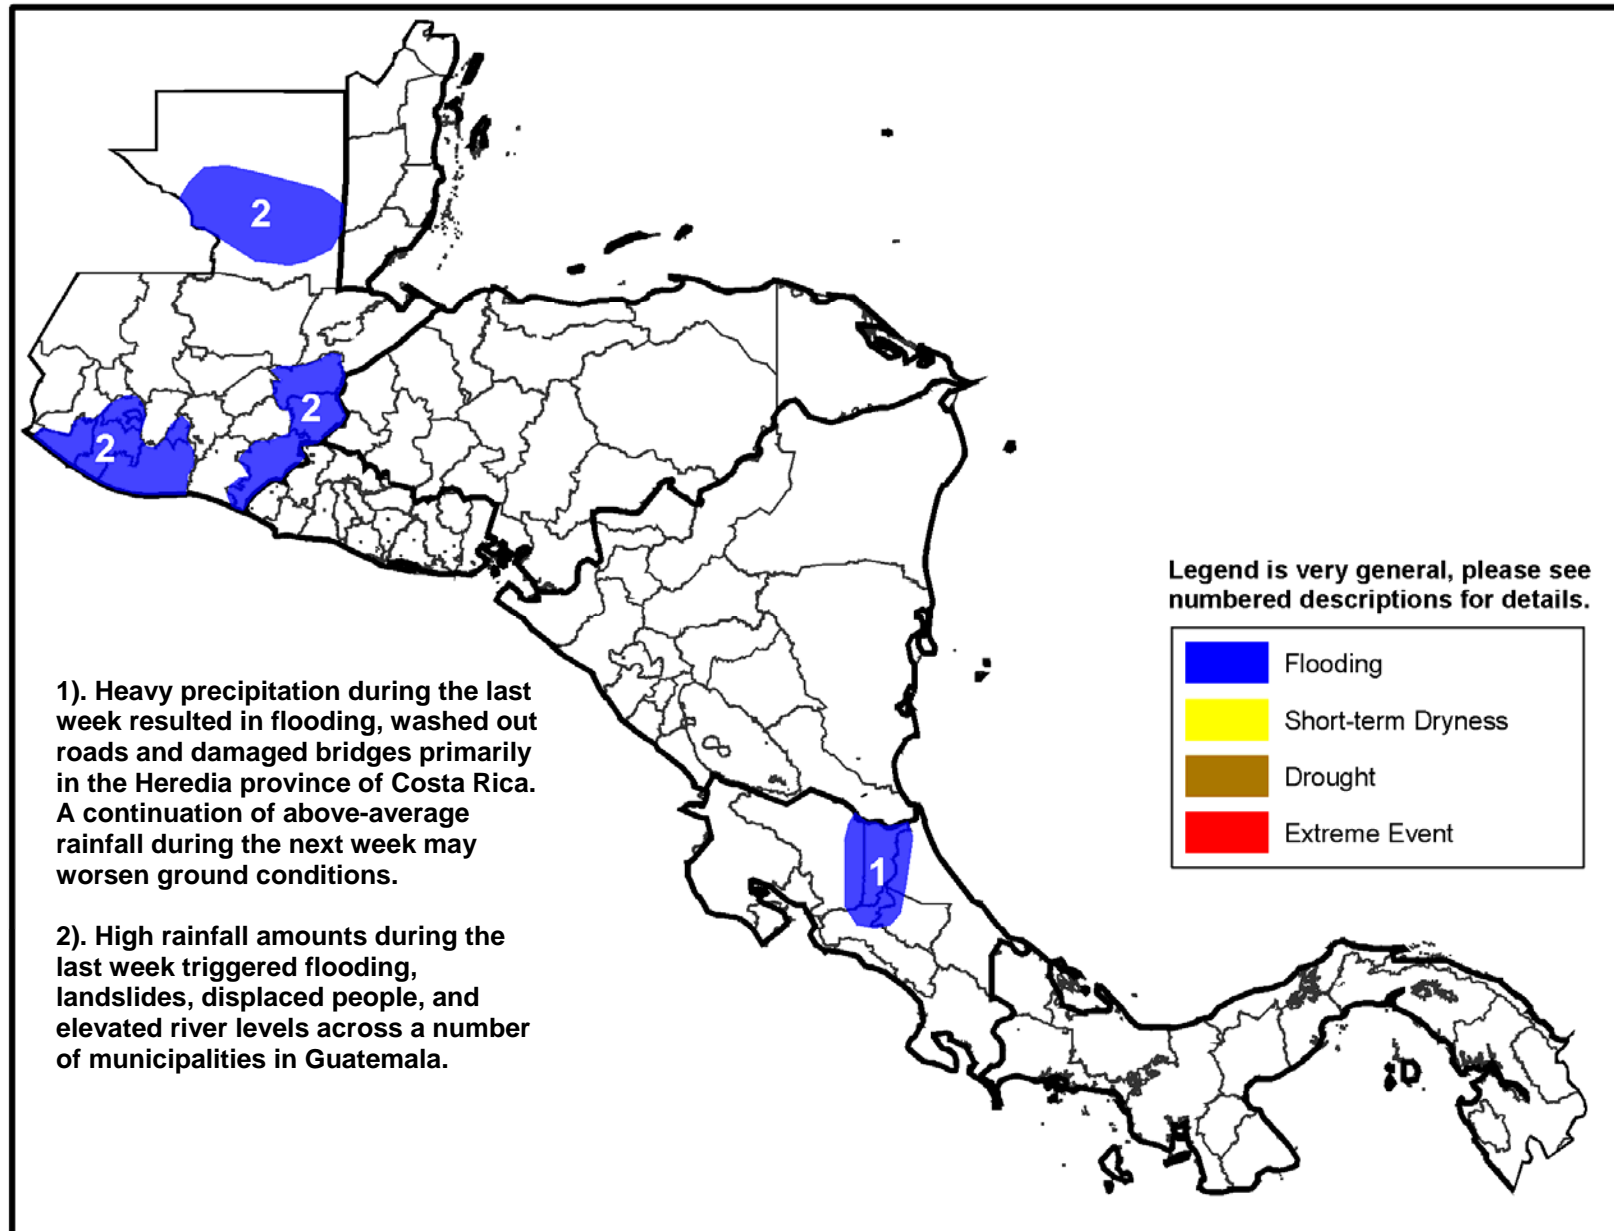 2
2
2
Legend is very general, please see
numbered descriptions for details.
Flooding
Short-term Dryness
Drought
Extreme Event
1). Heavy precipitation during the last
week resulted in flooding, washed out
roads and damaged bridges primarily
in the Heredia province of Costa Rica.
A continuation of above-average
rainfall during the next week may
worsen ground conditions.
1
2). High rainfall amounts during the
last week triggered flooding,
landslides, displaced people, and
elevated river levels across a number
of municipalities in Guatemala.